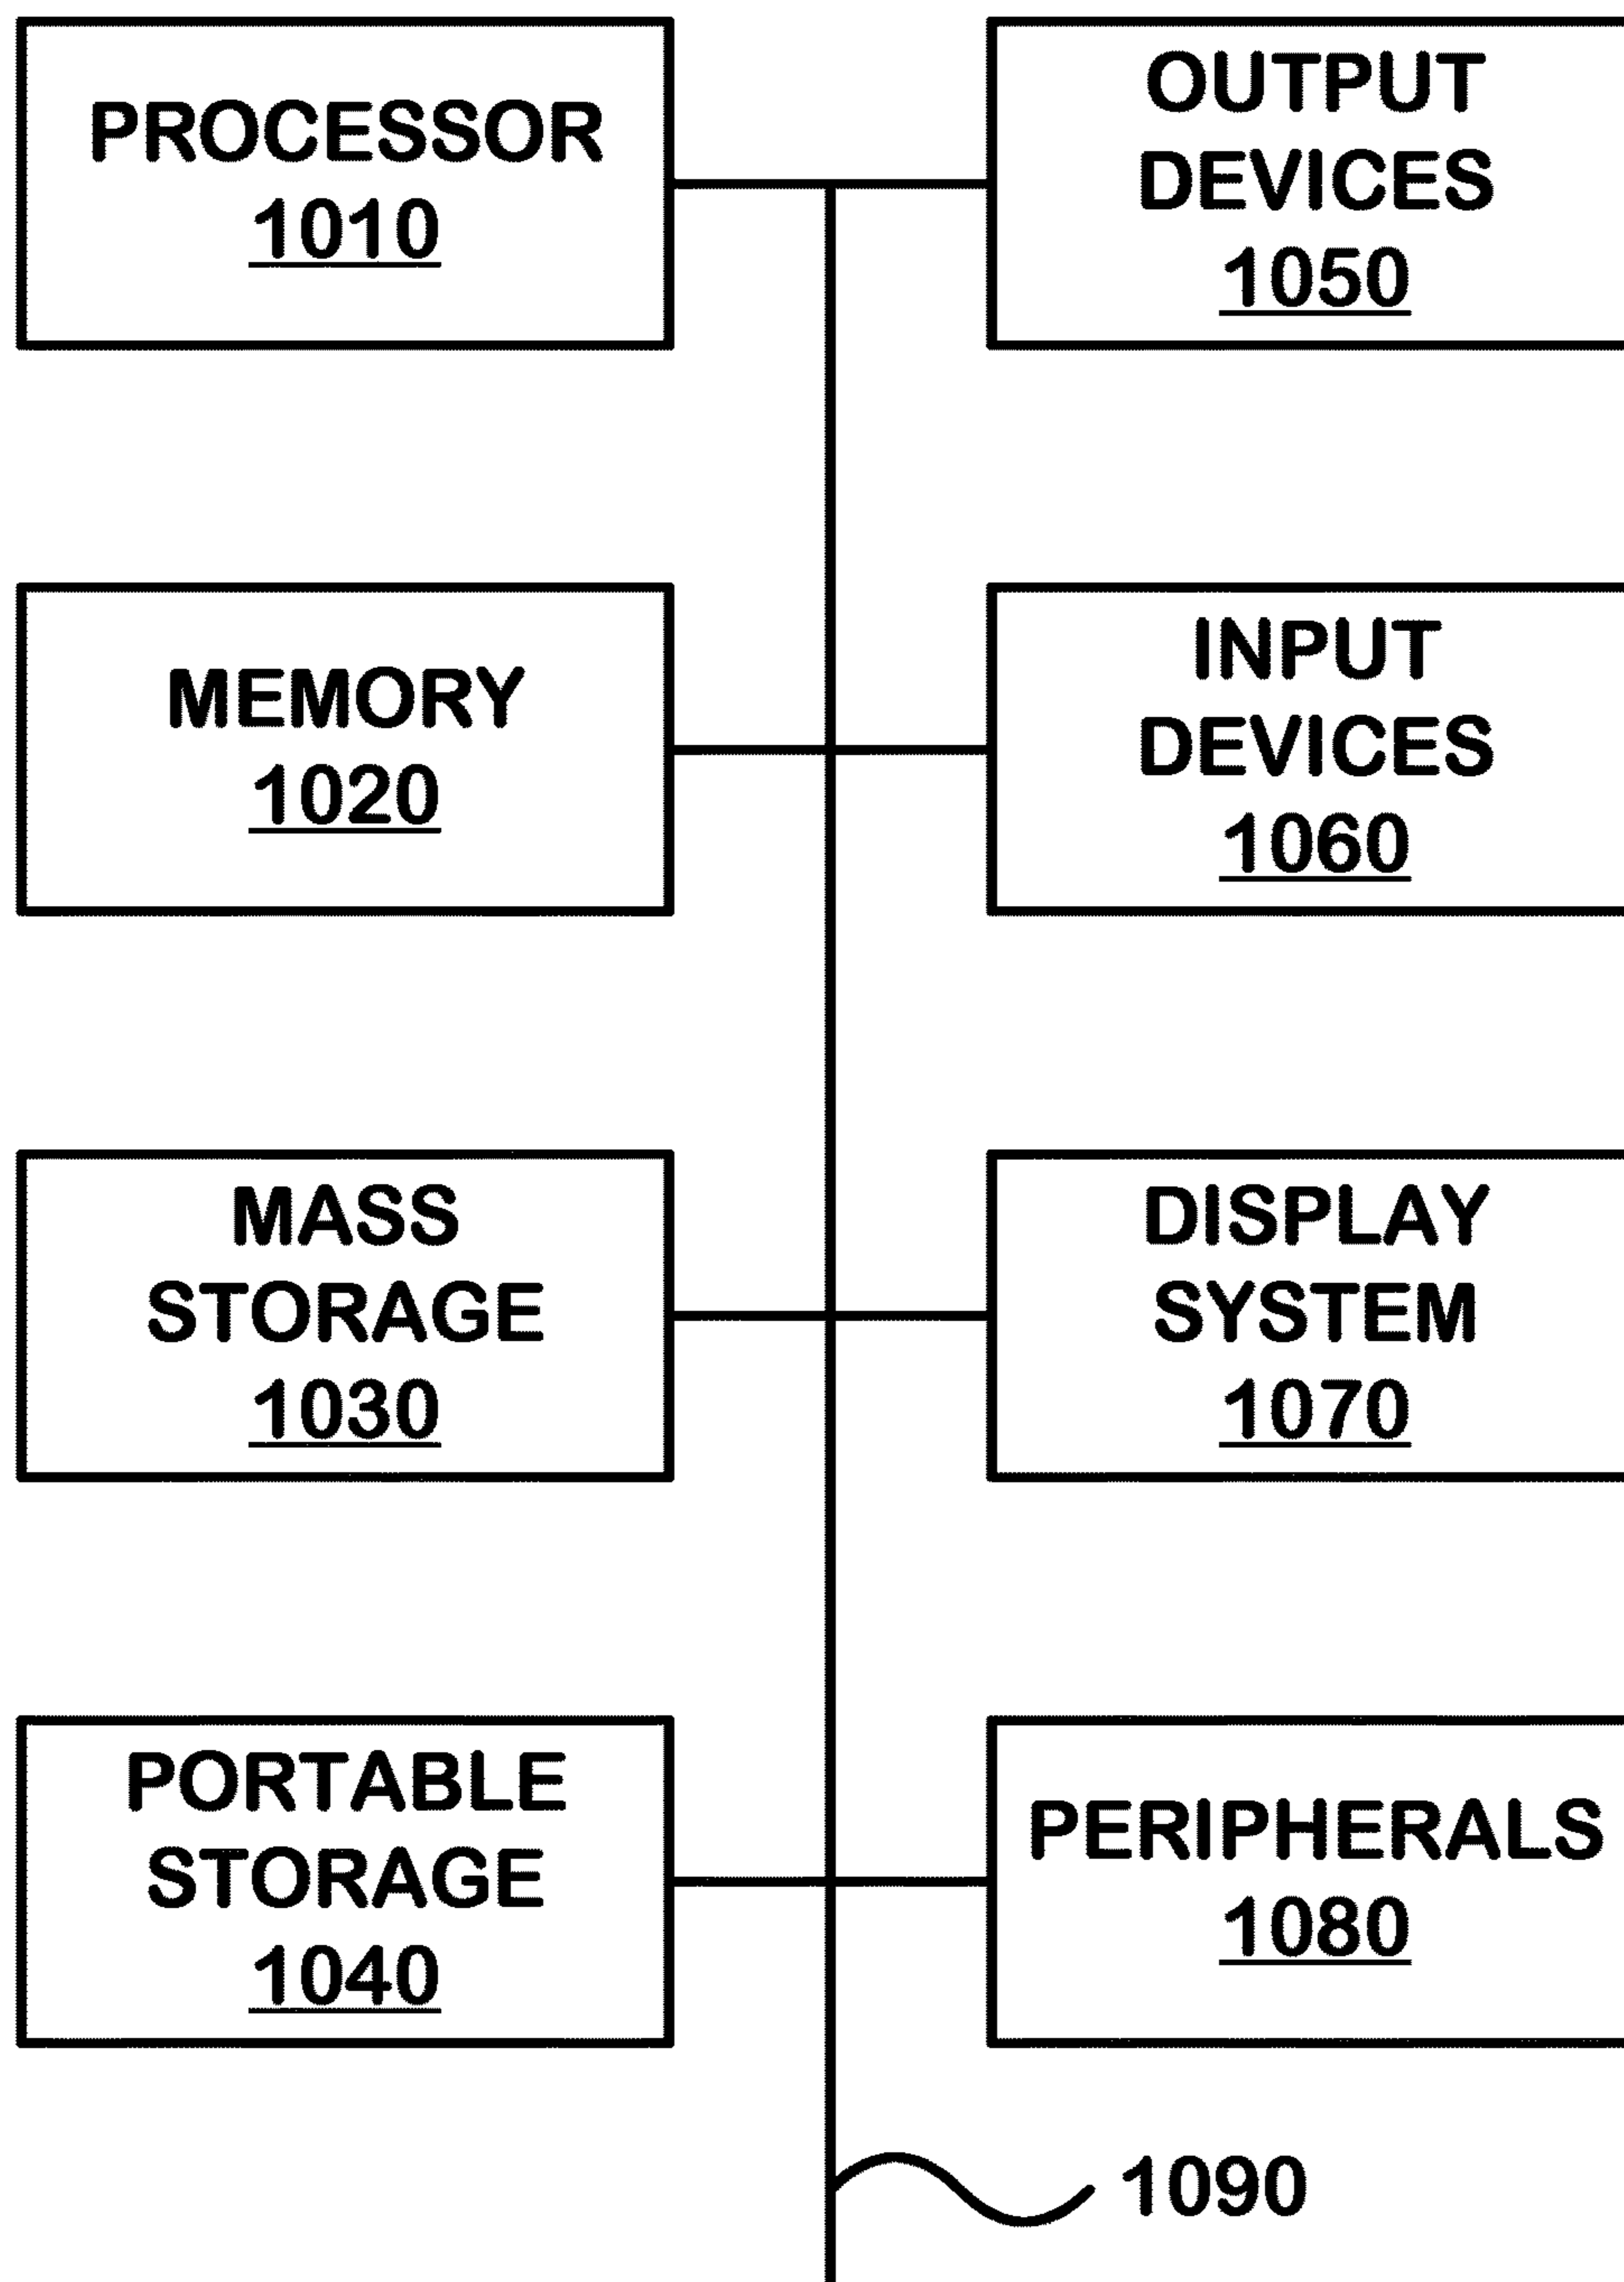 PROCESSOR
1010
OUTPUT
DEVICES
1050
MEMORY
1020
INPUT
DEVICES
1060
MASS
STORAGE
1030
DISPLAY
SYSTEM
1070
PORTABLE
STORAGE
1040
PERIPHERALS
1080
1090